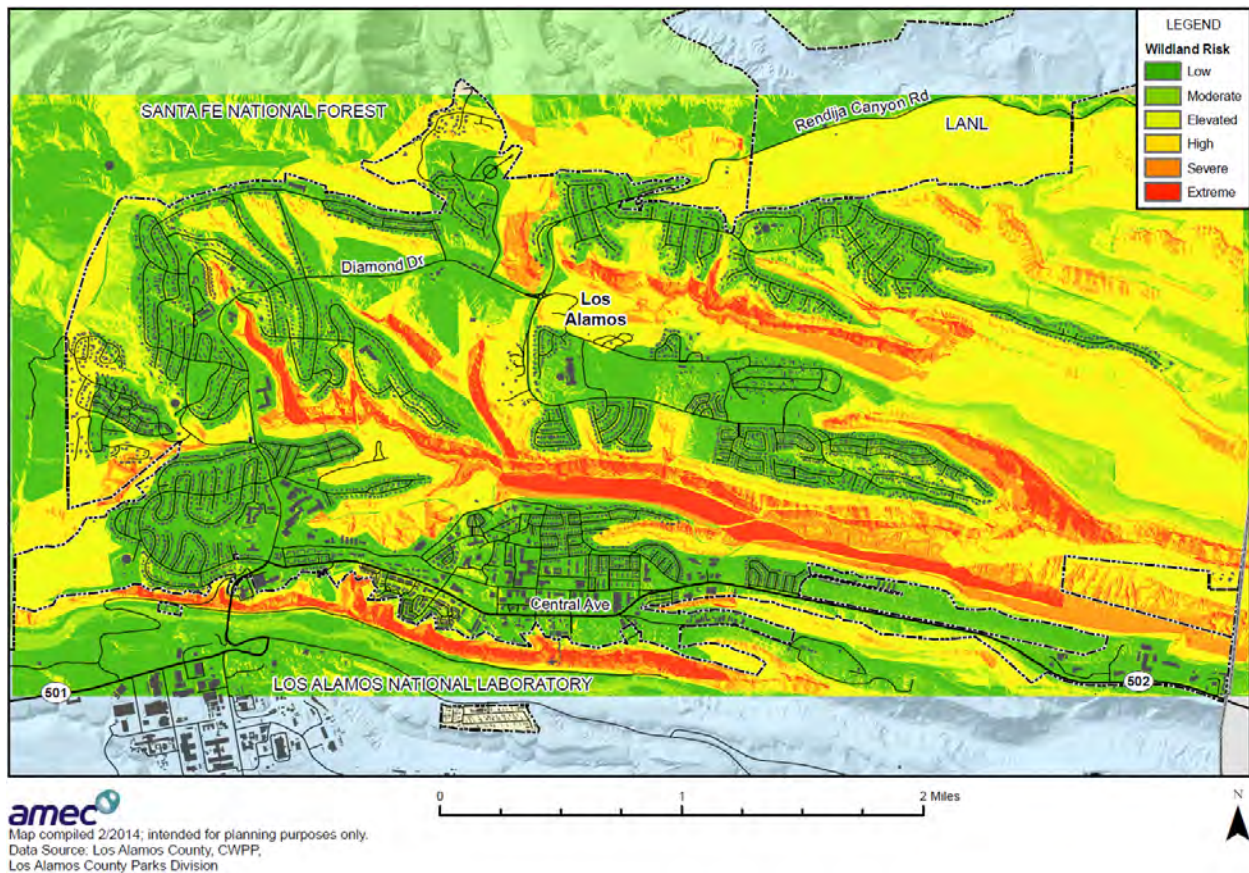 LEGEND
Wildland Risk
Low
Moderate
Elevated
High
Severe
Extreme
SANTA FE NATIONAL FOREST
Rendija Canyon Rd
LANL
Diamond Dr
Los
Alamos
Central Ave
LOS ALAMOS NATIONAL LABORATORY
501
502
amec
0 1 2 Miles
N
Map compiled 2/2014; intended for planning purposes only.
Data Source: Los Alamos County, CWPP,
Los Alamos County Parks Division